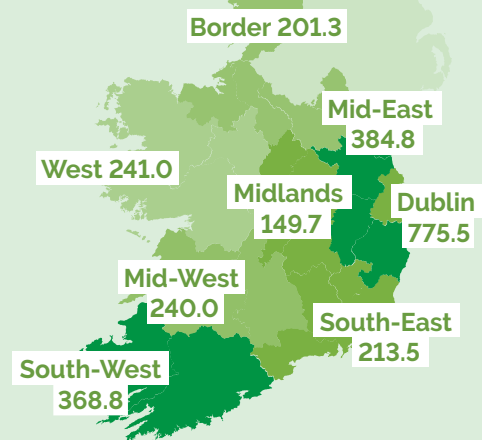 Border 201.3
Mid-East
384.8
West 241.0
Midlands
149.7
Dublin
775.5
Mid-West
240.0
South-East
213.5
South-West
368.8